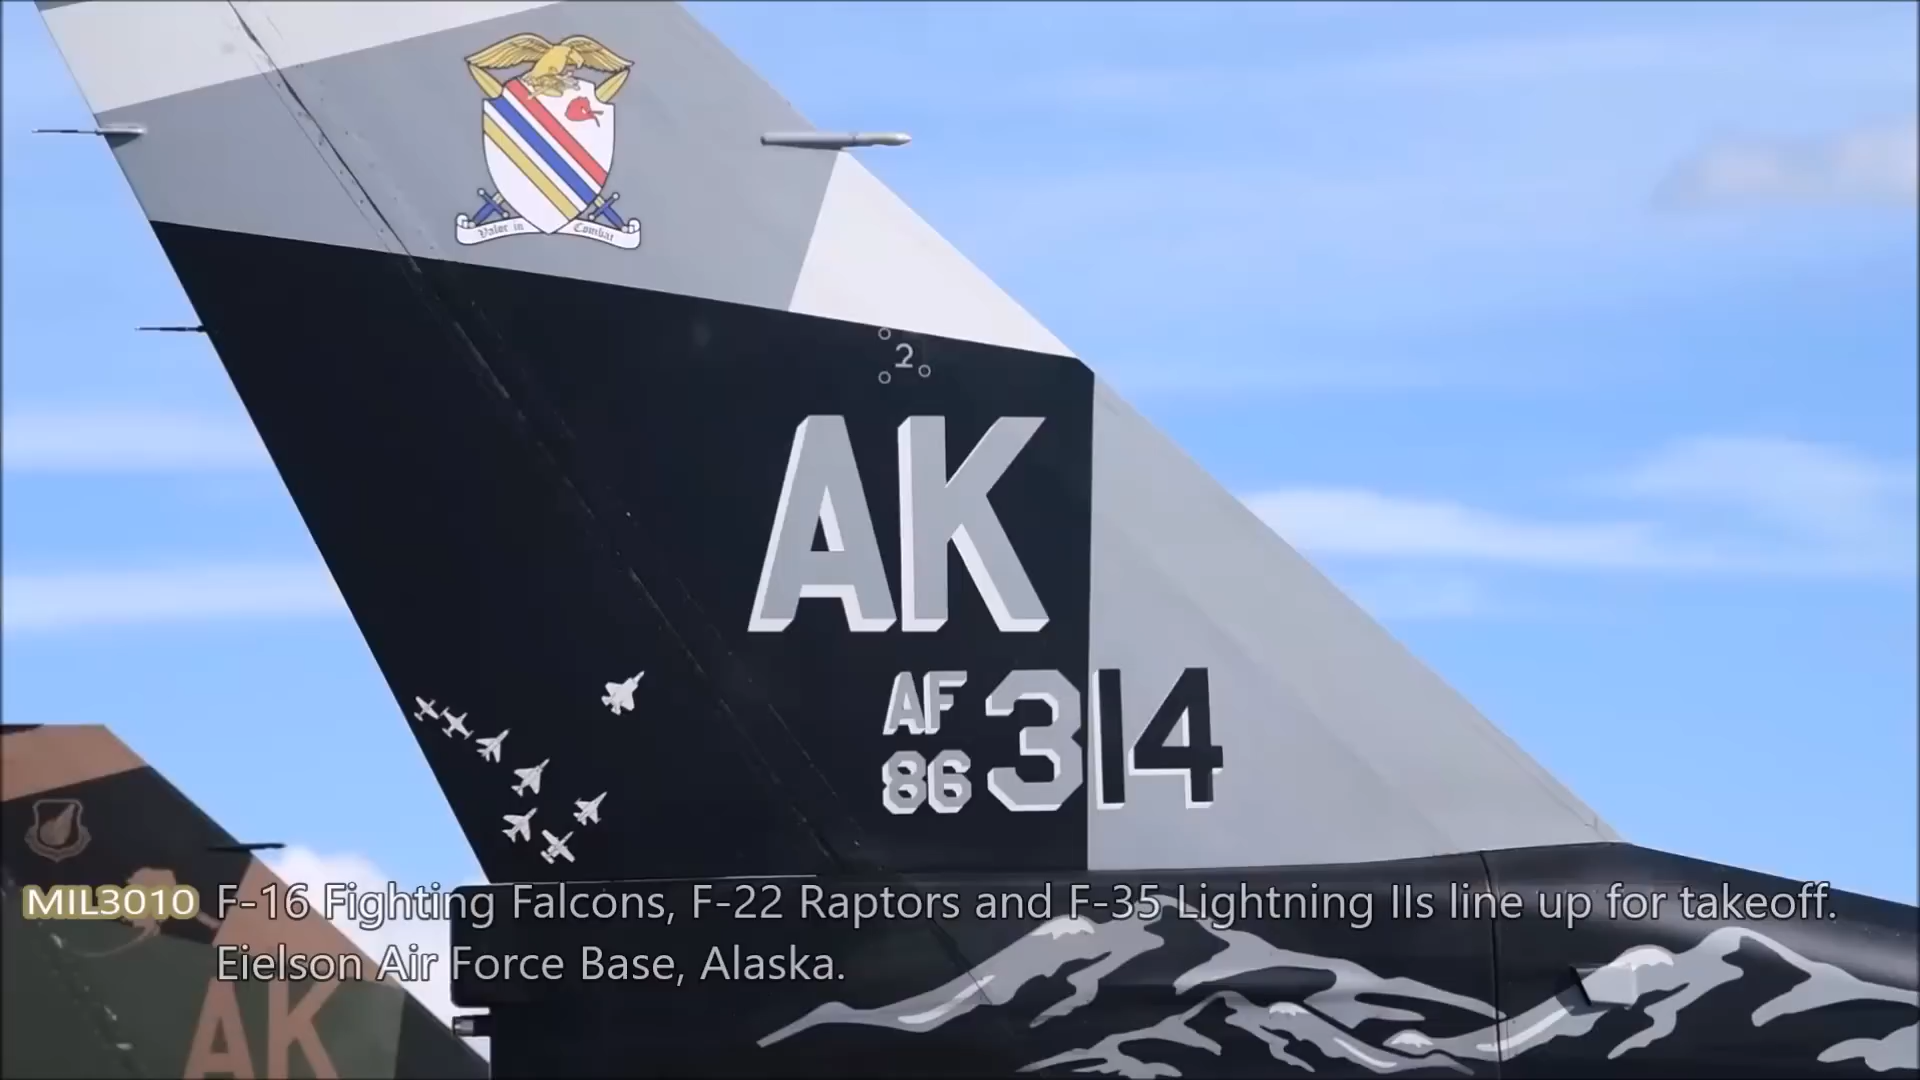 Valor in Combat
2
AK
AF
86
314
MIL3010 F-16 Fighting Falcons, F-22 Raptors and F-35 Lightning IIs line up for takeoff.
Eielson Air Force Base, Alaska.
AK